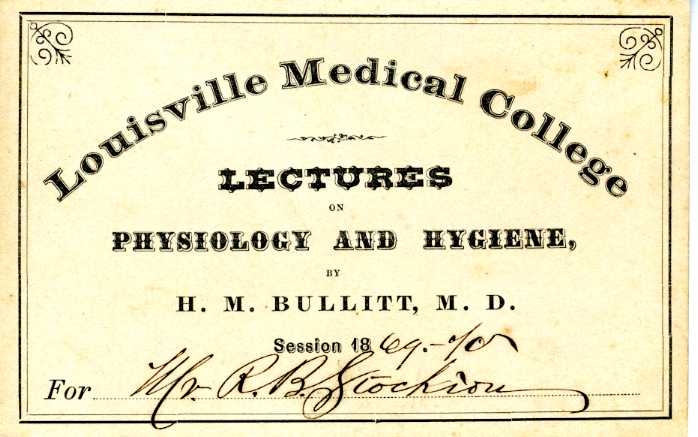 Louisville Medical College
LECTURES
ON
PHYSIOLOGY AND HYGIENE,
BY
H. M. BULLITT, M. D.
Session 1869-70
For Mr. R. B. Stockton